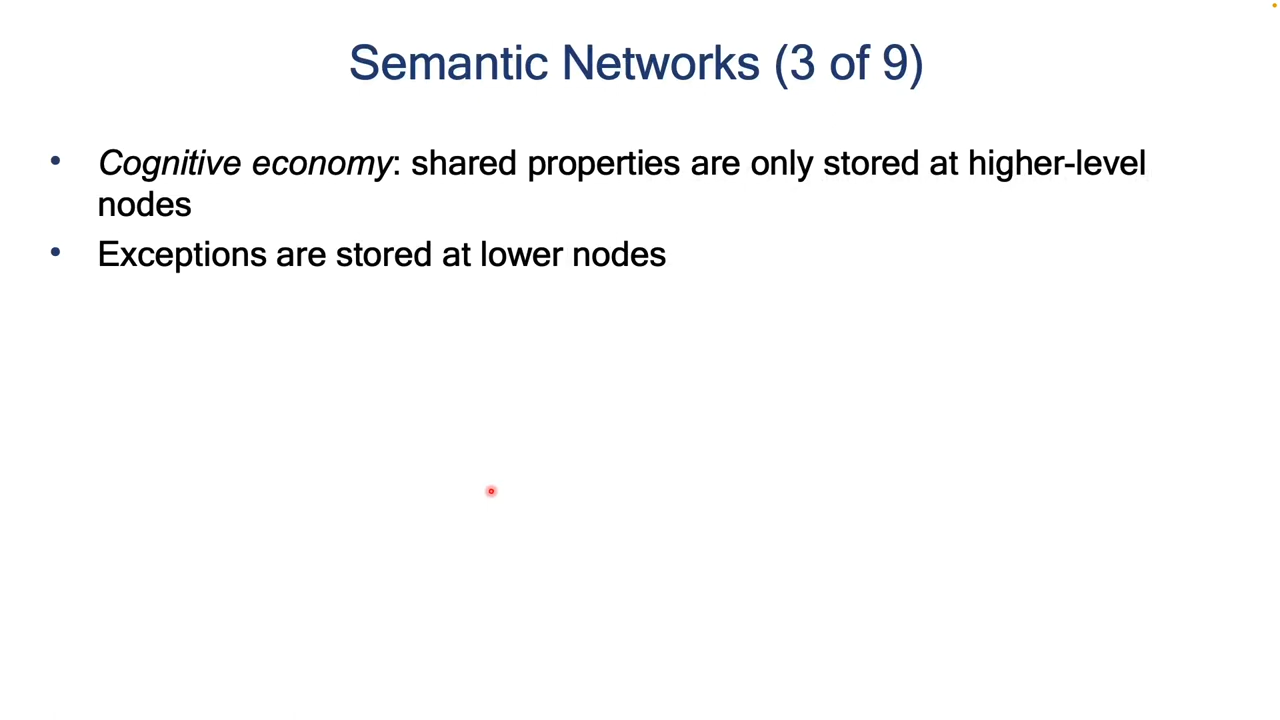 Semantic Networks (3 of 9)
• Cognitive economy: shared properties are only stored at higher-level
nodes
• Exceptions are stored at lower nodes